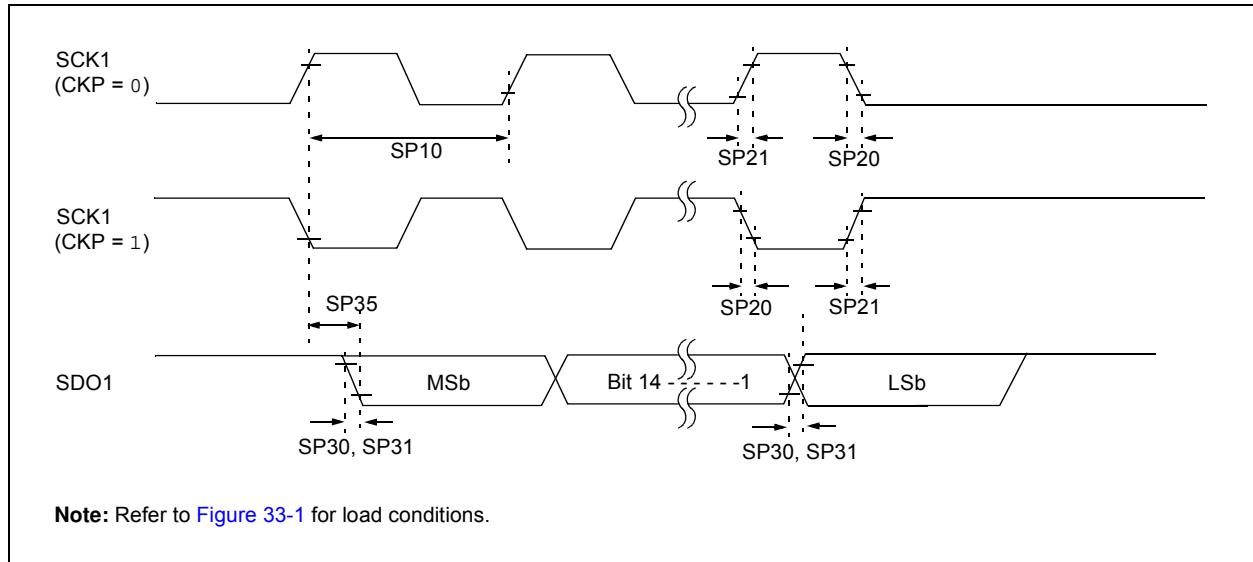 SCK1
(CKP = 0)
SP10
SP21
SP20
SCK1
(CKP = 1)
SP35
SP20
SP21
SDO1
MSb
Bit 14 - - - - - -1
LSb
SP30, SP31
SP30, SP31
Note: Refer to Figure 33-1 for load conditions.